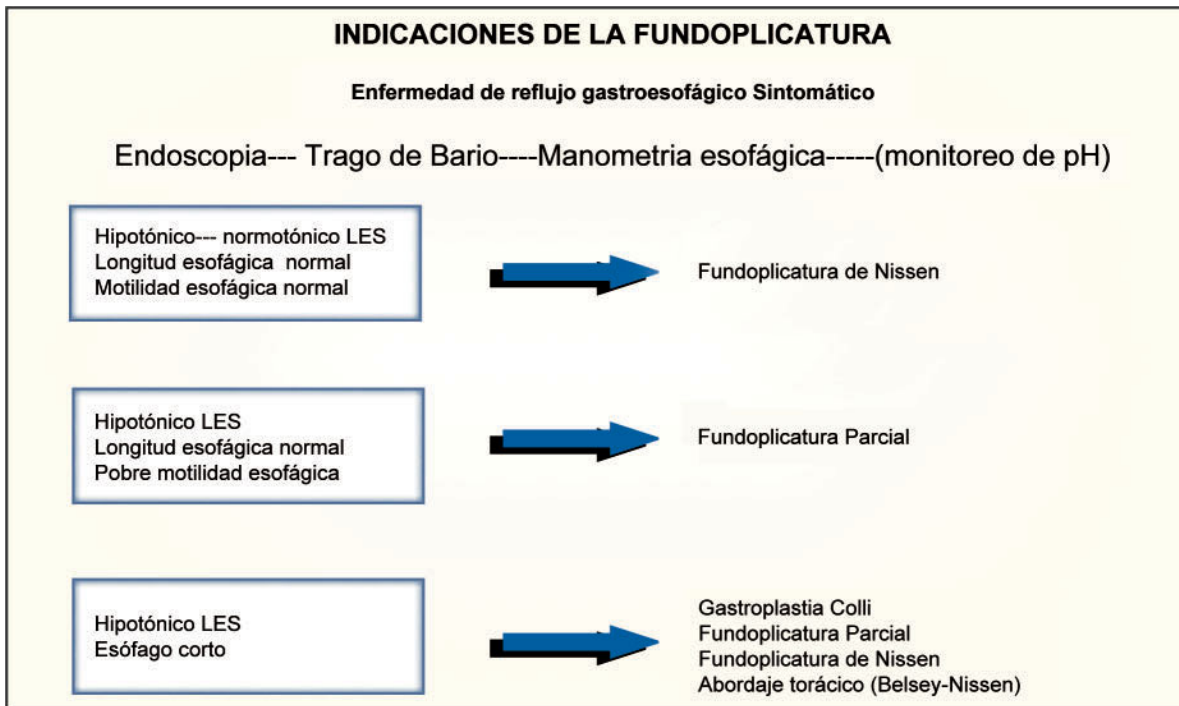 INDICACIONES DE LA FUNDOPLICATURA
Enfermedad de reflujo gastroesofágico Sintomático
Endoscopia--- Trago de Bario----Manometria esofágica-----(monitoreo de pH)
Hipotónico--- normotónico LES
Longitud esofágica normal
Motilidad esofágica normal
Fundoplicatura de Nissen
Hipotónico LES
Longitud esofágica normal
Pobre motilidad esofágica
Fundoplicatura Parcial
Hipotónico LES
Esófago corto
Gastroplastia Colli
Fundoplicatura Parcial
Fundoplicatura de Nissen
Abordaje torácico (Belsey-Nissen)